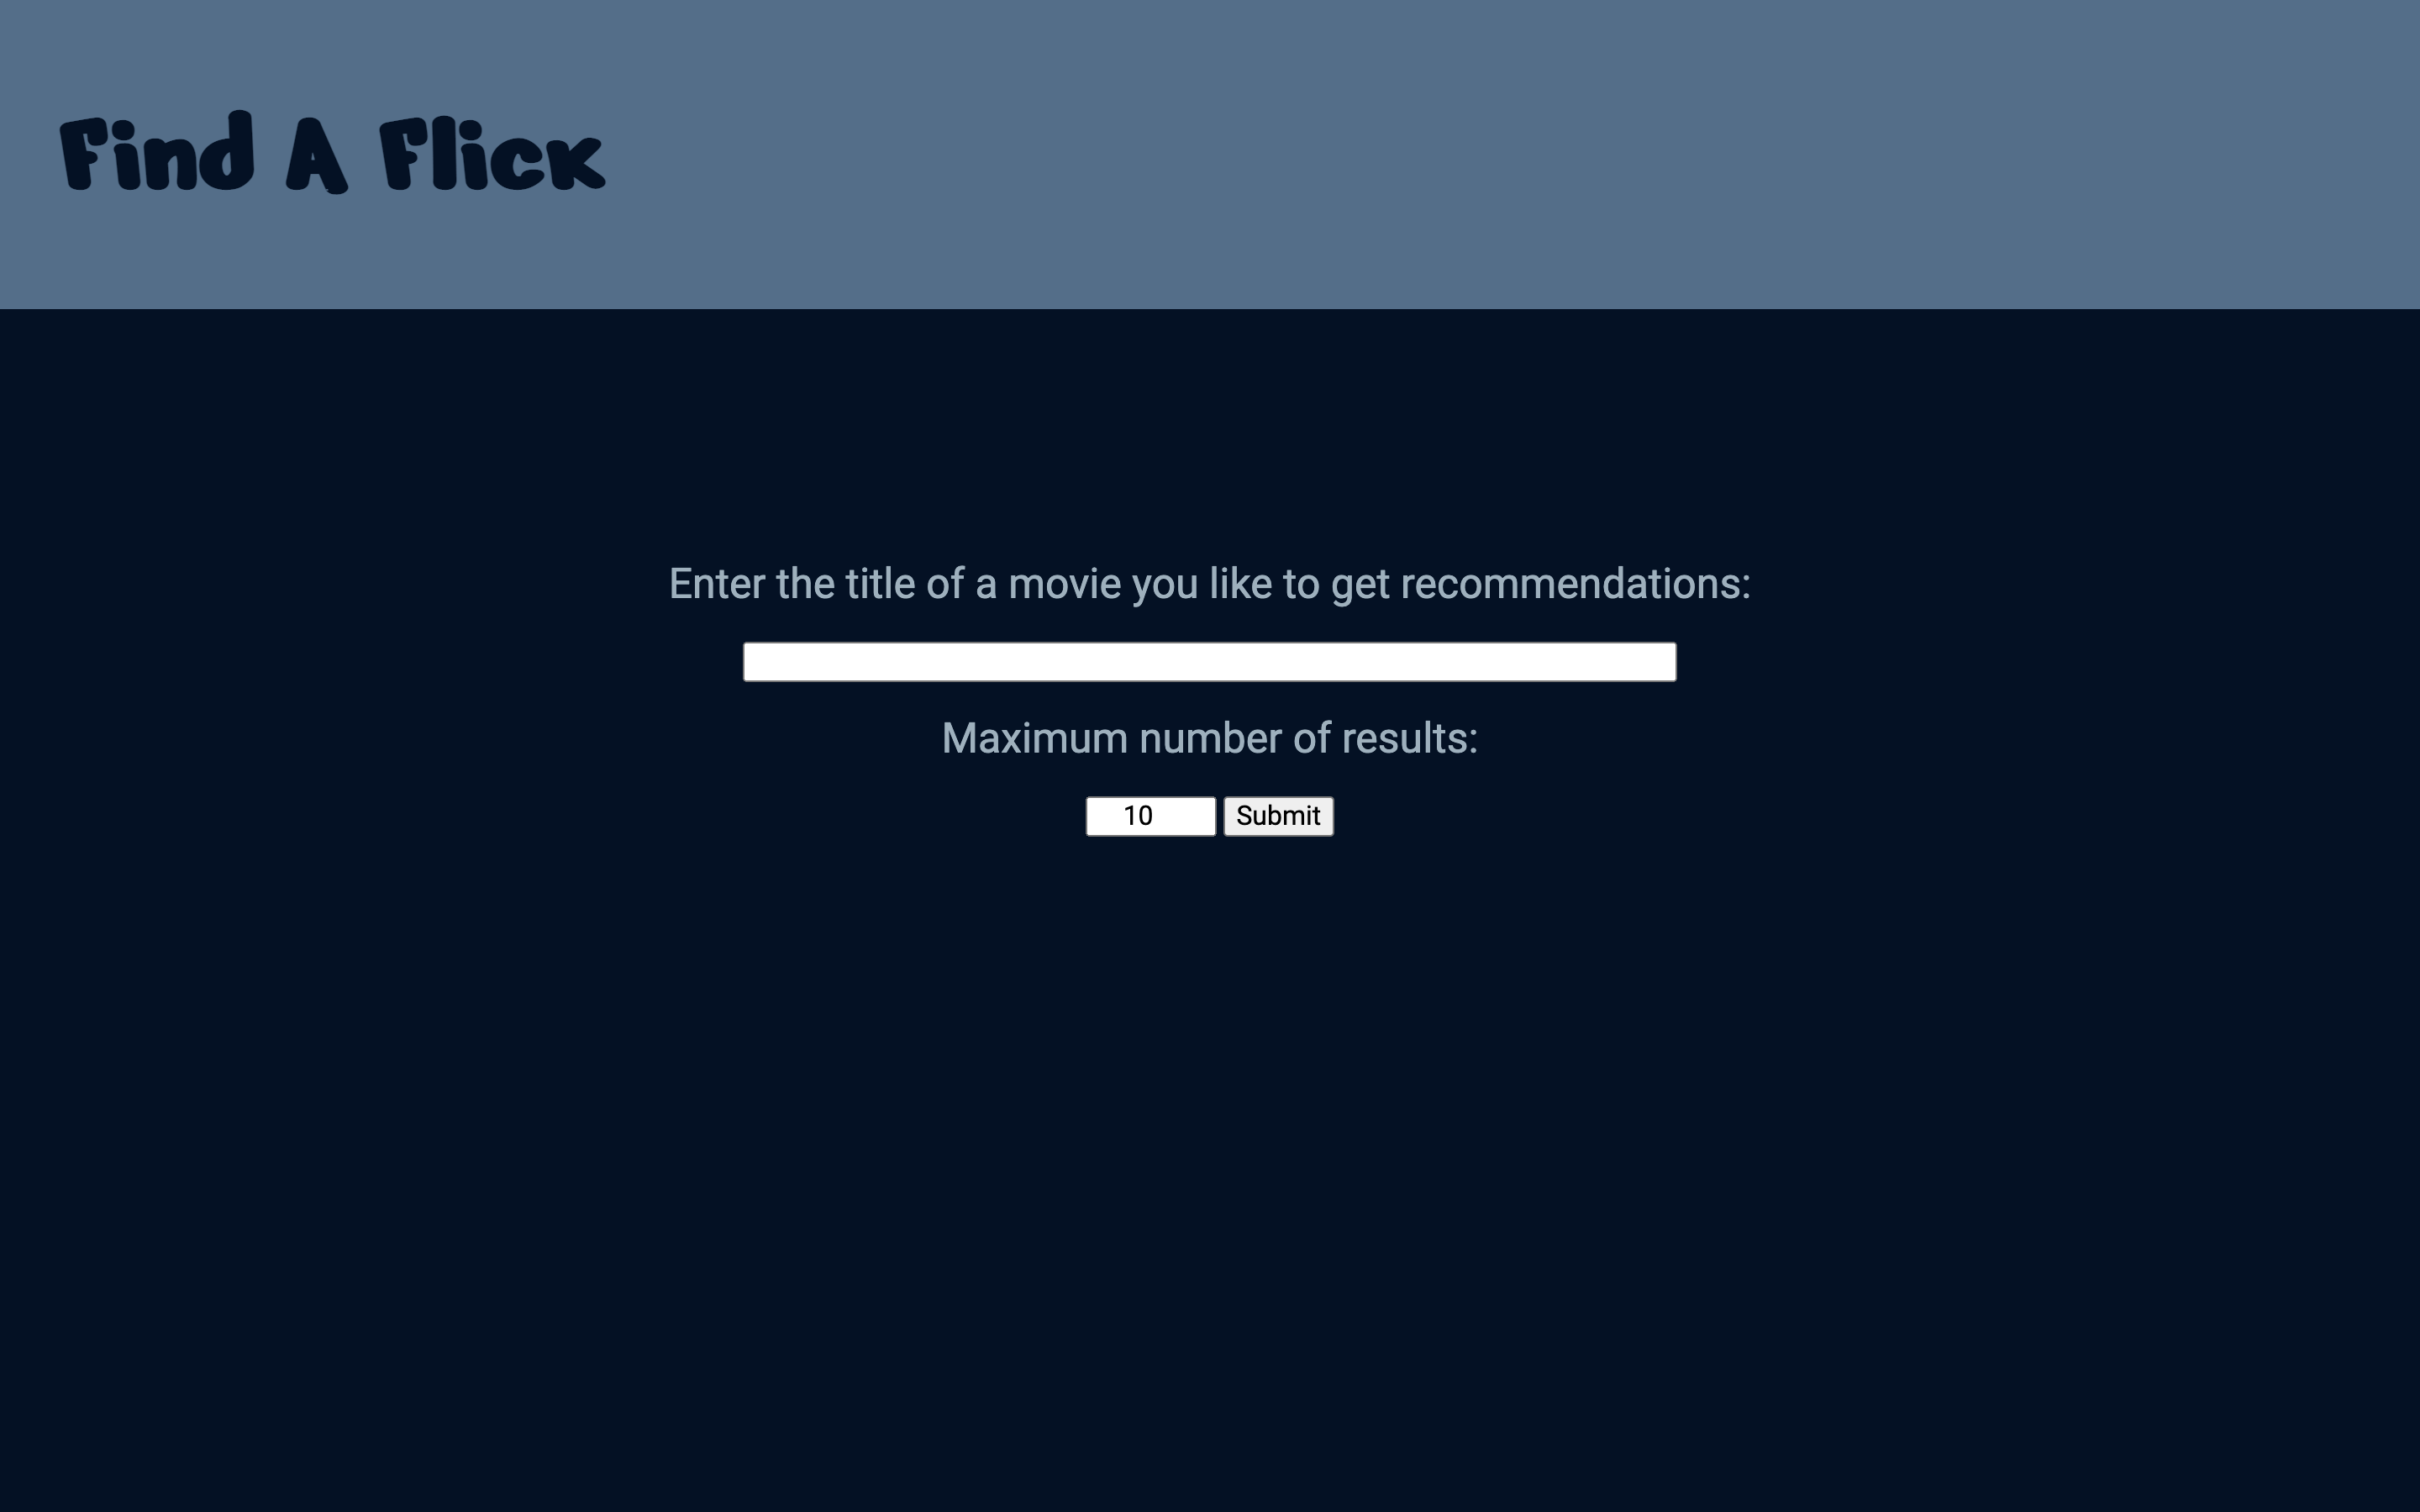 Find A Flick
Enter the title of a movie you like to get recommendations:
Maximum number of results:
10 Submit